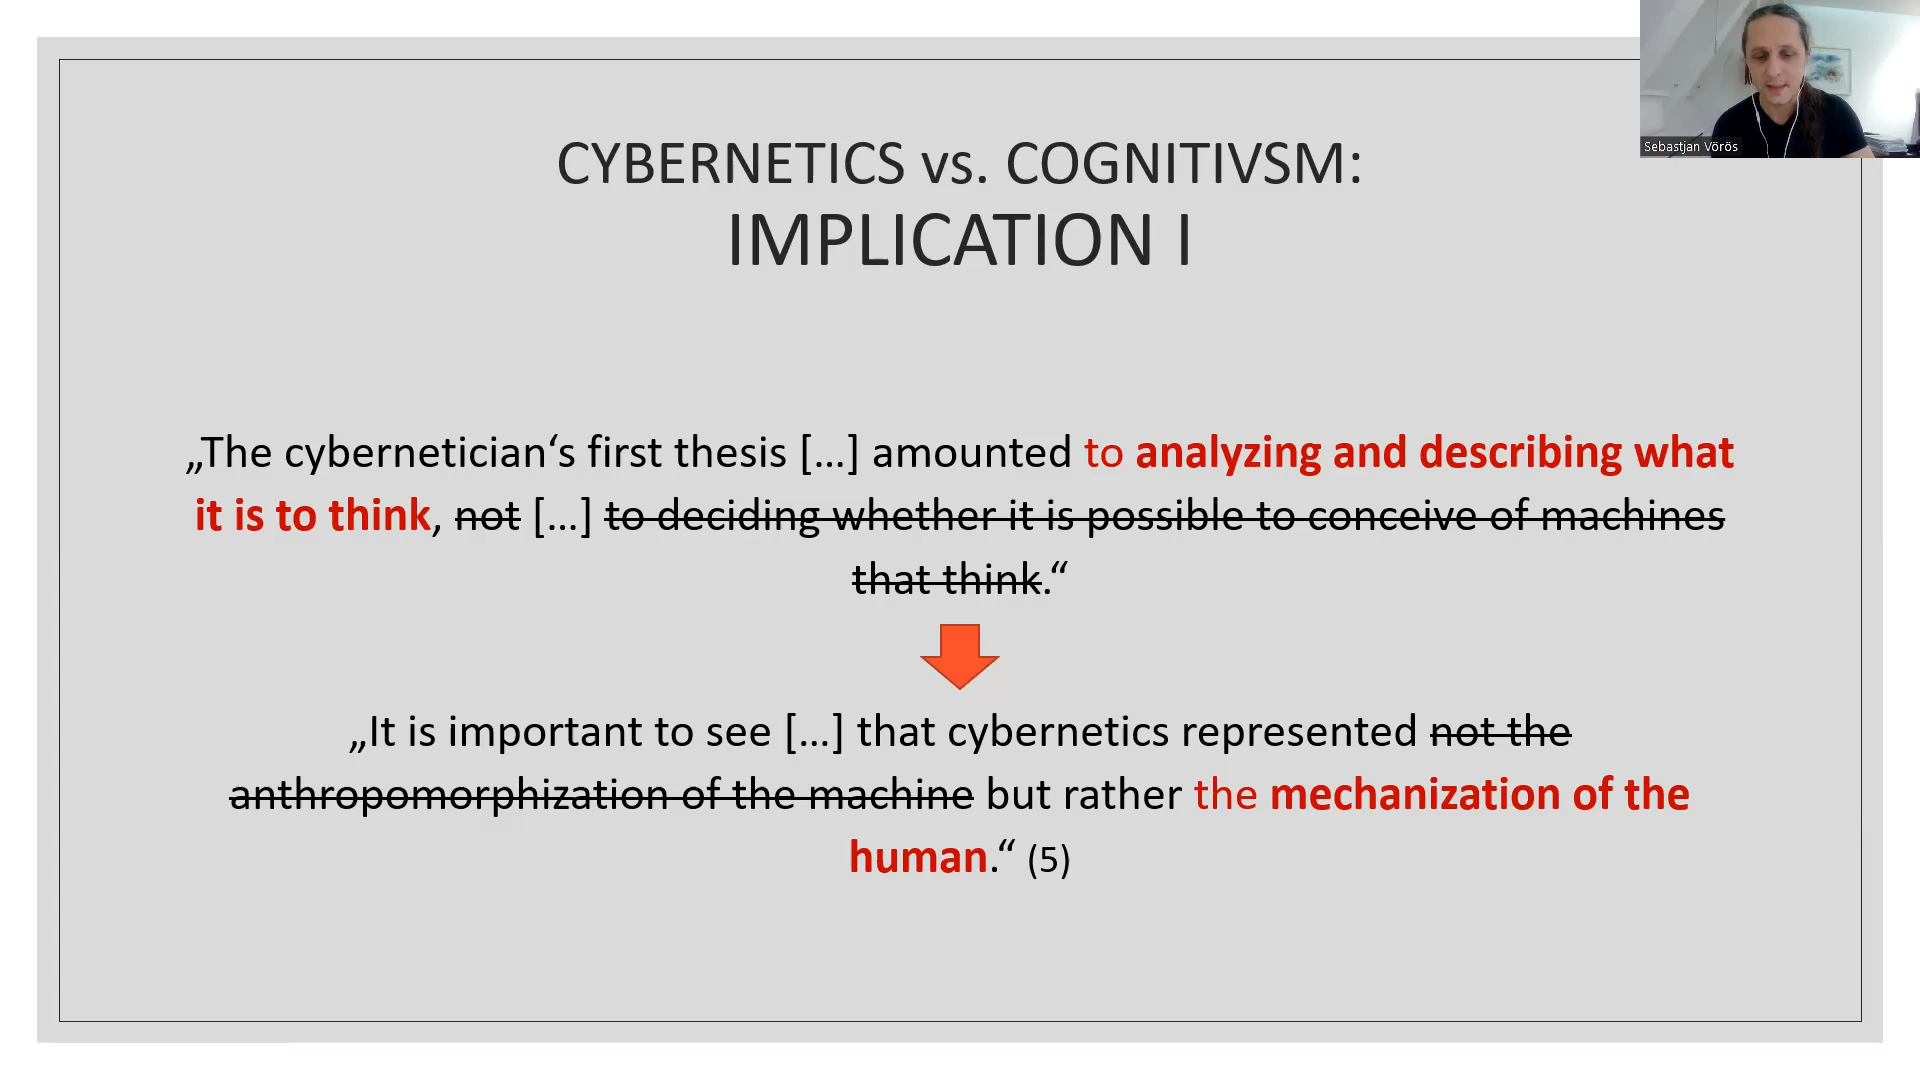 Sebastjan Vörös
CYBERNETICS vs. COGNITIVSM:
IMPLICATION I
„The cybernetician‘s first thesis [...] amounted to analyzing and describing what
it is to think, not [...] to deciding whether it is possible to conceive of machines
that think.“
„It is important to see [...] that cybernetics represented not the
anthropomorphization of the machine but rather the mechanization of the
human.“ (5)